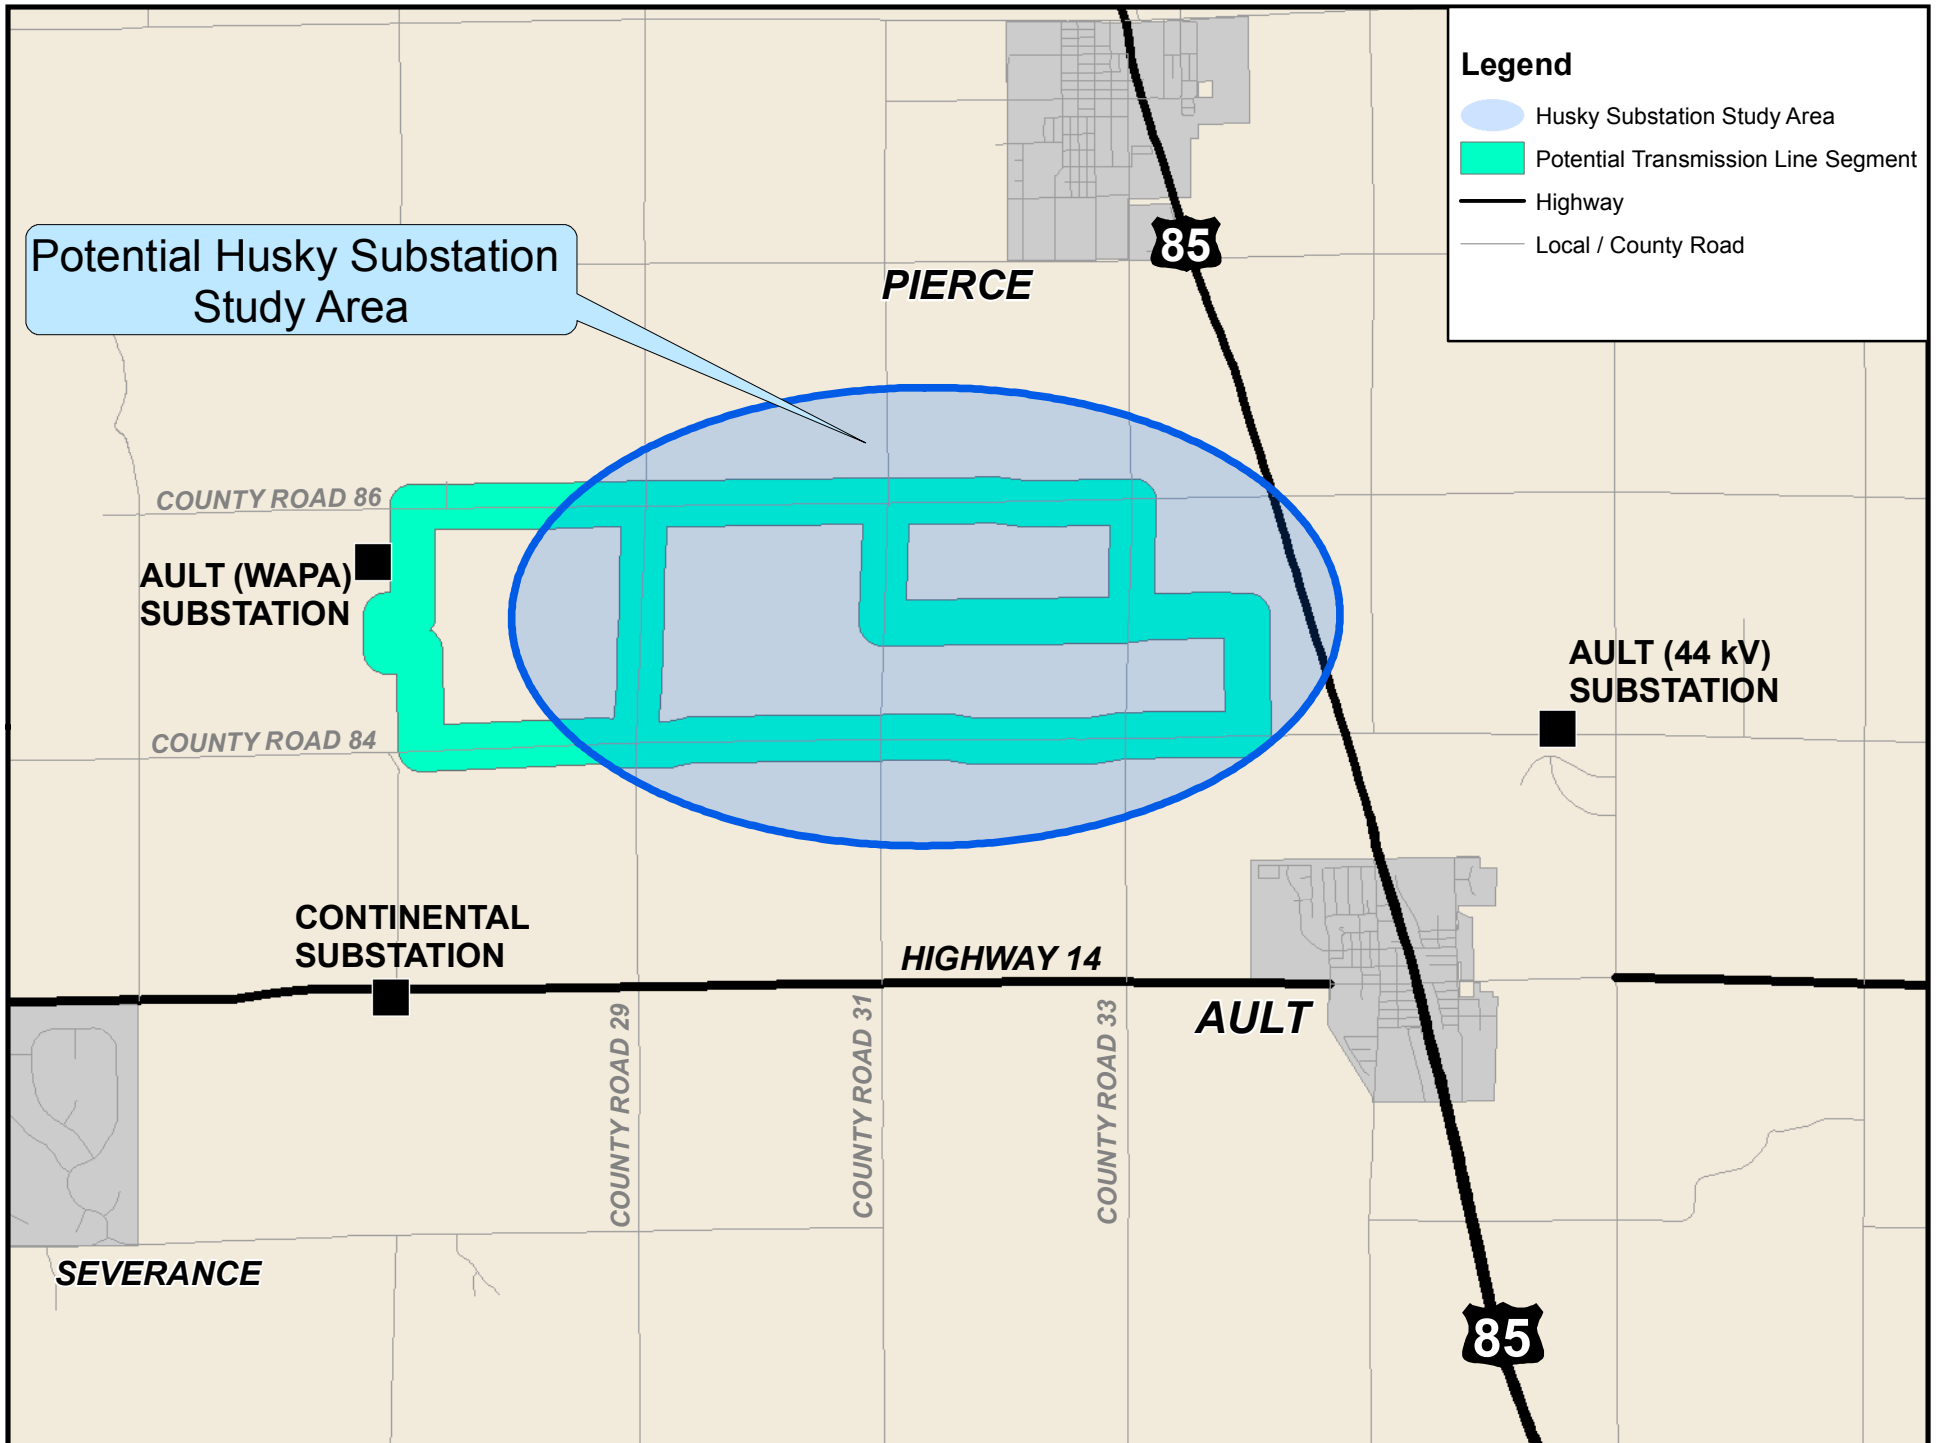 Legend
Husky Substation Study Area
Potential Transmission Line Segment
Highway
Local / County Road
Potential Husky Substation
Study Area
85
PIERCE
COUNTY ROAD 86
AULT (WAPA)
SUBSTATION
AULT (44 kV)
SUBSTATION
COUNTY ROAD 84
CONTINENTAL
SUBSTATION
HIGHWAY 14
AULT
COUNTY ROAD 29
COUNTY ROAD 31
COUNTY ROAD 33
SEVERANCE
85